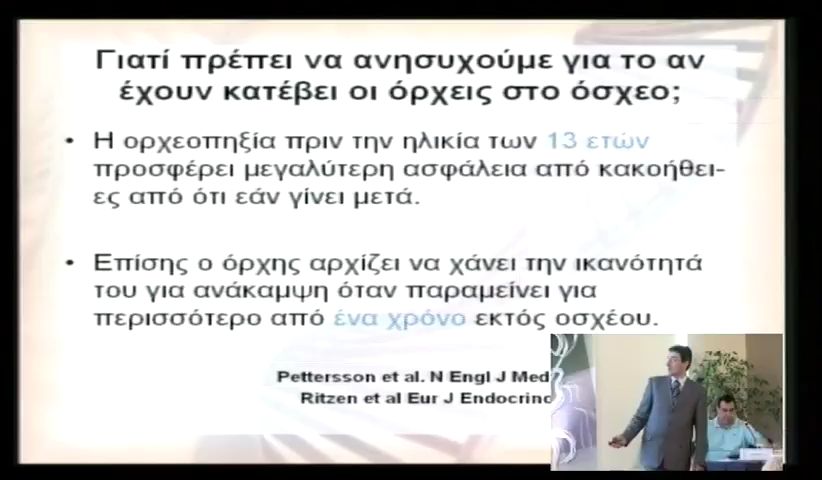 Γιατί πρέπει να ανησυχούμε για το αν
έχουν κατέβει οι όρχεις στο όσχεο;
• Η ορχεοπηξία πριν την ηλικία των 13 ετών
προσφέρει μεγαλύτερη ασφάλεια από κακοήθει-
ες από ότι εάν γίνει μετά.
• Επίσης ο όρχης αρχίζει να χάνει την ικανότητά
του για ανάκαμψη όταν παραμείνει για
περισσότερο από ένα χρόνο εκτός οσχέου.
Pettersson et al. N Engl J Med
Ritzen et al Eur J Endocrino